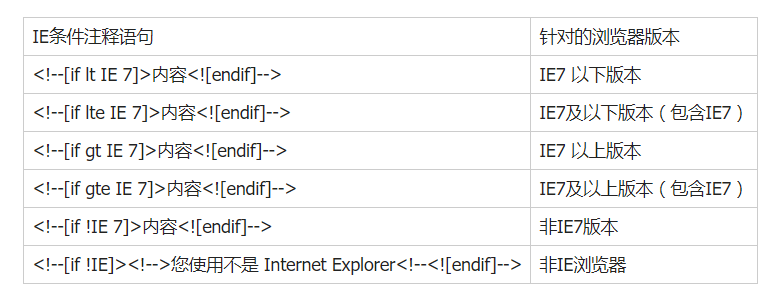 IE条件注释语句 针对的浏览器版本
<!--[if lt IE 7]>内容<![endif]--> IE7 以下版本
<!--[if lte IE 7]>内容<![endif]--> IE7及以下版本（包含IE7）
<!--[if gt IE 7]>内容<![endif]--> IE7 以上版本
<!--[if gte IE 7]>内容<![endif]--> IE7及以上版本（包含IE7）
<!--[if !IE 7]>内容<![endif]--> 非IE7版本
<!--[if !IE]><!-->您使用不是 Internet Explorer<!--<![endif]--> 非IE浏览器